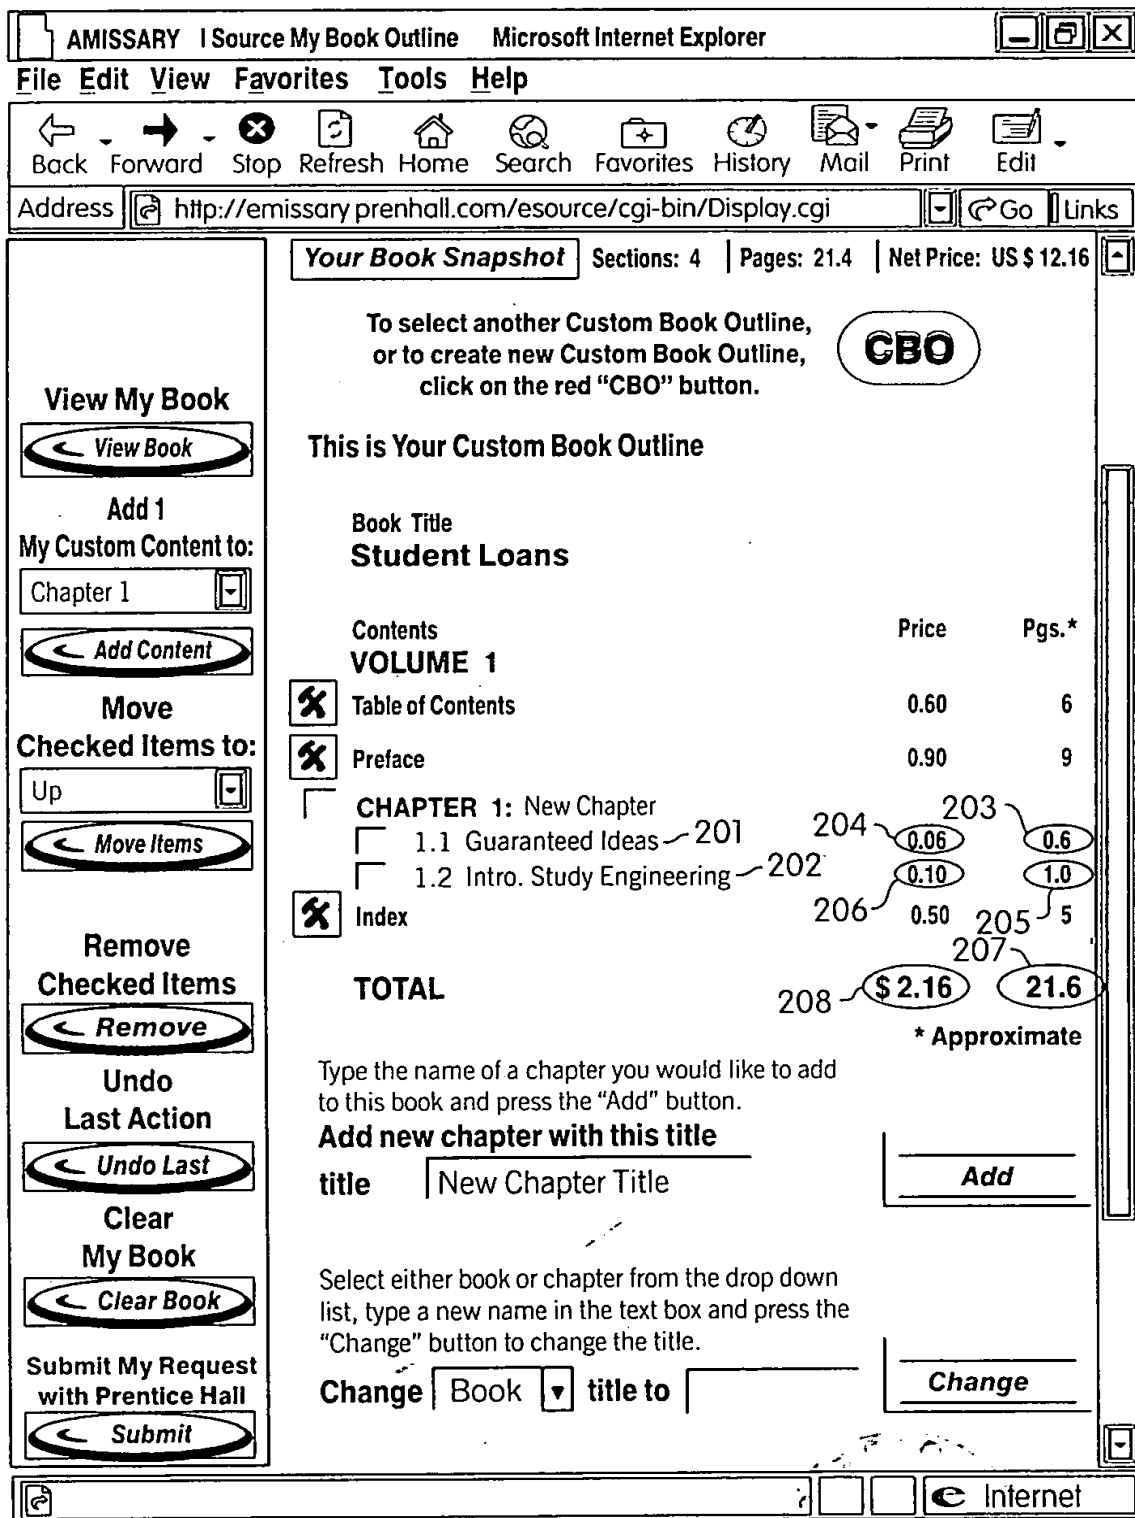 AMISSARY I Source My Book Outline Microsoft Internet Explorer
File Edit View Favorites Tools Help
Back Forward Stop Refresh Home Search Favorites History Mail Print Edit
Address http://emissary prenhall.com/esource/cgi-bin/Display.cgi Go Links
Your Book Snapshot Sections: 4 Pages: 21.4 Net Price: US $ 12.16
To select another Custom Book Outline,
or to create new Custom Book Outline,
click on the red "CBO" button.
CBO
View My Book
View Book
Add 1
My Custom Content to:
Chapter 1
Add Content
Move
Checked Items to:
Up
Move Items
Remove
Checked Items
Remove
Undo
Last Action
Undo Last
Clear
My Book
Clear Book
Submit My Request
with Prentice Hall
Submit
This is Your Custom Book Outline
Book Title
Student Loans
Contents Price Pgs.*
VOLUME 1
Table of Contents 0.60 6
Preface 0.90 9
CHAPTER 1: New Chapter 203
1.1 Guaranteed Ideas 201 204 0.06 0.6
1.2 Intro. Study Engineering 202 0.10 1.0
Index 206 0.50 205 5
207
TOTAL 208 $ 2.16 21.6
* Approximate
Type the name of a chapter you would like to add
to this book and press the "Add" button.
Add new chapter with this title
title New Chapter Title Add
Select either book or chapter from the drop down
list, type a new name in the text box and press the
"Change" button to change the title.
Change Book title to Change
Internet